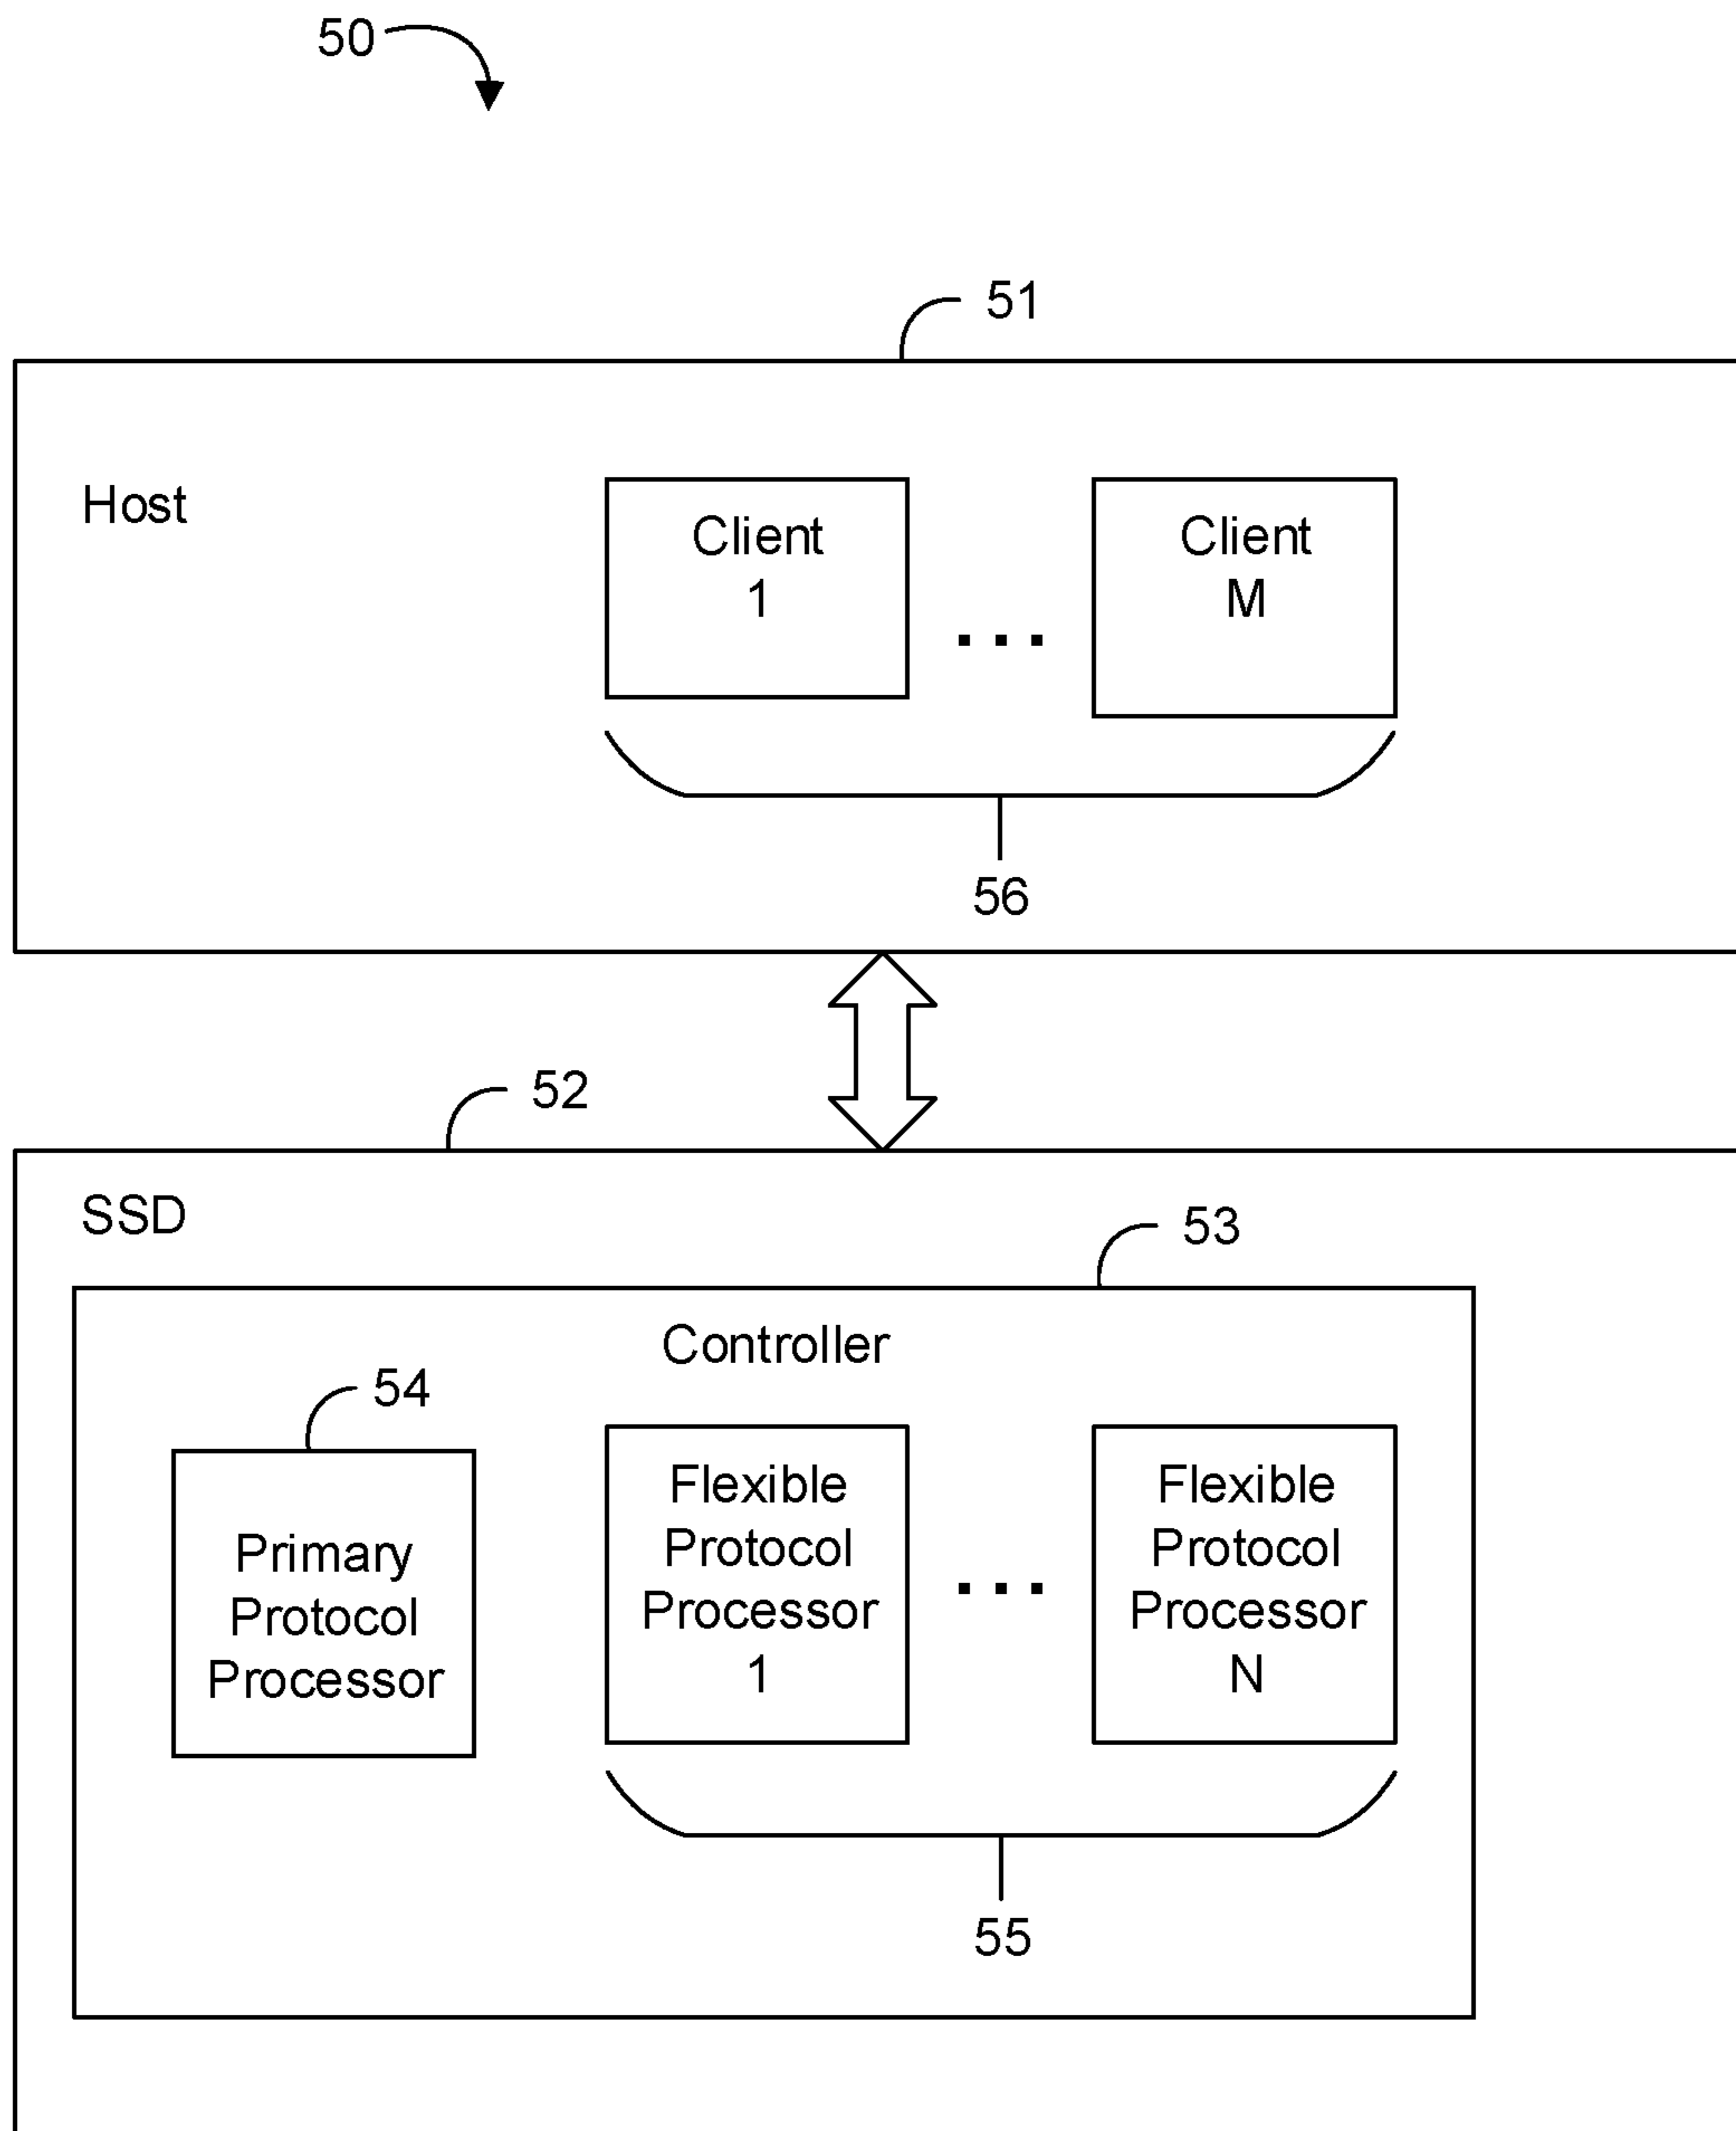 50
51
Host
Client
1
...
Client
M
56
52
SSD
53
Controller
54
Primary
Protocol
Processor
Flexible
Protocol
Processor
1
...
Flexible
Protocol
Processor
N
55